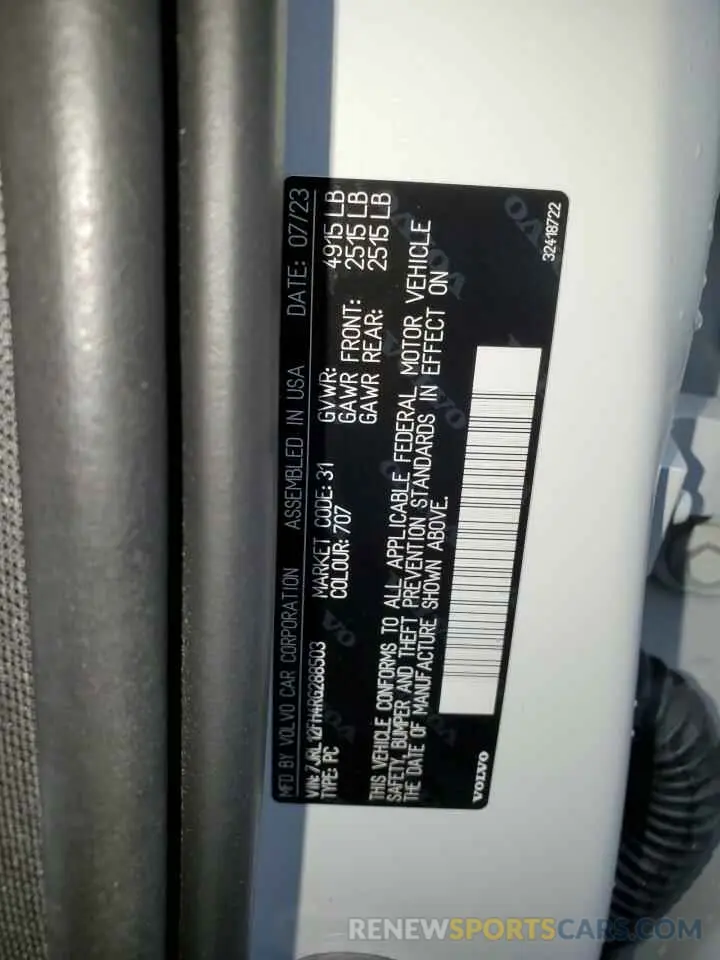 MFD BY VOLVO CAR CORPORATION ASSEMBLED IN USA DATE: 07/23
VIN: 7JRL12FH4RG288503 MARKET CODE: 31 GVWR: 4915 LB
TYPE: PC COLOUR: 707 GAWR FRONT: 2515 LB
GAWR REAR: 2515 LB
THIS VEHICLE CONFORMS TO ALL APPLICABLE FEDERAL MOTOR VEHICLE
SAFETY, BUMPER AND THEFT PREVENTION STANDARDS IN EFFECT ON
THE DATE OF MANUFACTURE SHOWN ABOVE.
VOLVO
32418722
RENEWSPORTSCARS.COM